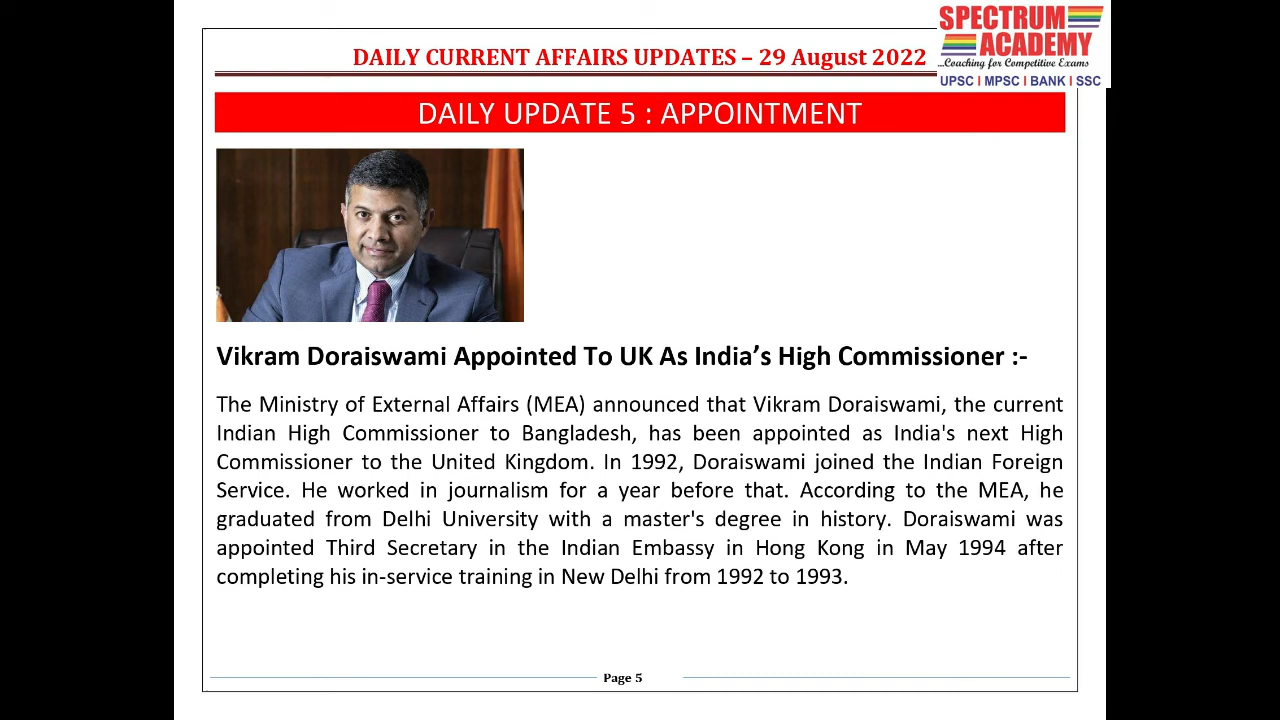 SPECTRUM
ACADEMY
...Coaching for Competitive Exams
UPSC I MPSC I BANK I SSC
DAILY CURRENT AFFAIRS UPDATES – 29 August 2022
DAILY UPDATE 5 : APPOINTMENT
Vikram Doraiswami Appointed To UK As India’s High Commissioner :-
The Ministry of External Affairs (MEA) announced that Vikram Doraiswami, the current
Indian High Commissioner to Bangladesh, has been appointed as India's next High
Commissioner to the United Kingdom. In 1992, Doraiswami joined the Indian Foreign
Service. He worked in journalism for a year before that. According to the MEA, he
graduated from Delhi University with a master's degree in history. Doraiswami was
appointed Third Secretary in the Indian Embassy in Hong Kong in May 1994 after
completing his in-service training in New Delhi from 1992 to 1993.
Page 5